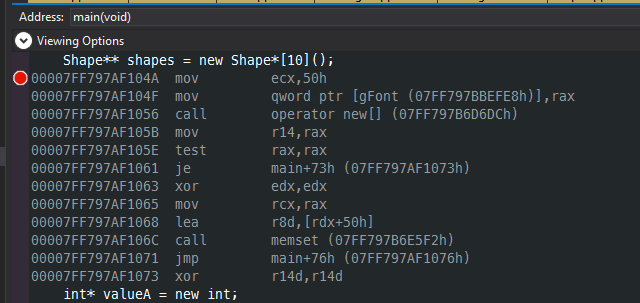 Address: main(void)
Viewing Options
Shape** shapes = new Shape*[10]();
00007FF797AF104A mov ecx,50h
00007FF797AF104F mov qword ptr [gFont (07FF797BBEFE8h)],rax
00007FF797AF1056 call operator new[] (07FF797B6D6DCh)
00007FF797AF105B mov r14,rax
00007FF797AF105E test rax,rax
00007FF797AF1061 je main+73h (07FF797AF1073h)
00007FF797AF1063 xor edx,edx
00007FF797AF1065 mov rcx,rax
00007FF797AF1068 lea r8d,[rdx+50h]
00007FF797AF106C call memset (07FF797B6E5F2h)
00007FF797AF1071 jmp main+76h (07FF797AF1076h)
00007FF797AF1073 xor r14d,r14d
int* valueA = new int;